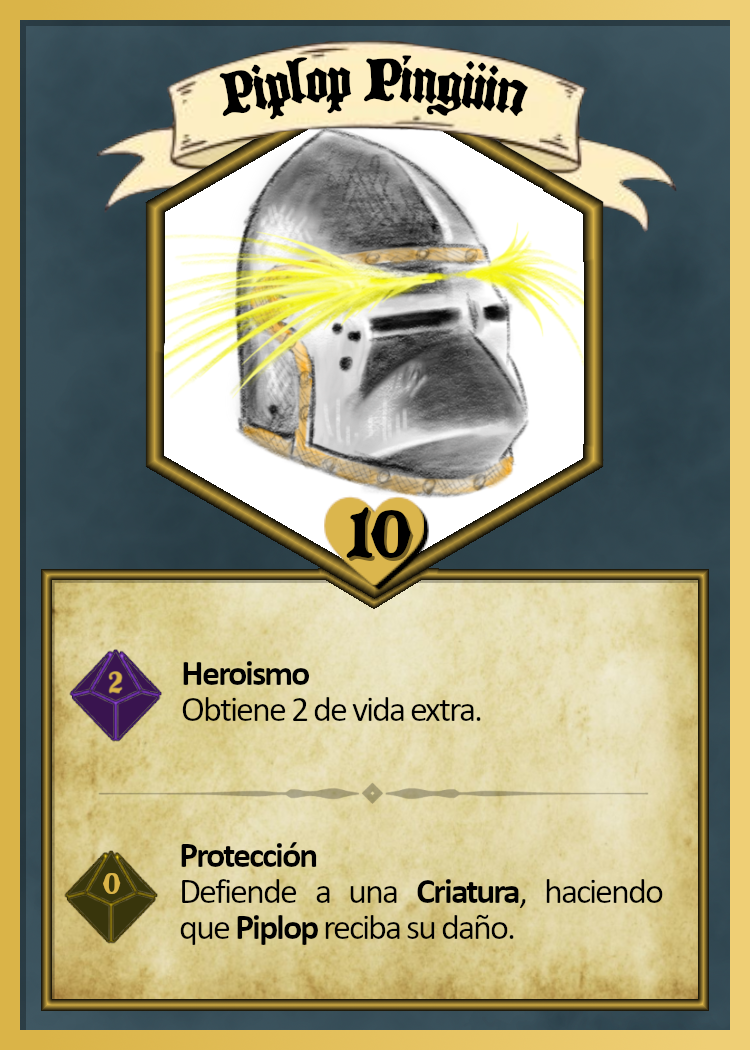 Piplop Pingüin
10
2
Heroismo
Obtiene 2 de vida extra.
0
Protección
Defiende a una Criatura, haciendo
que Piplop reciba su daño.